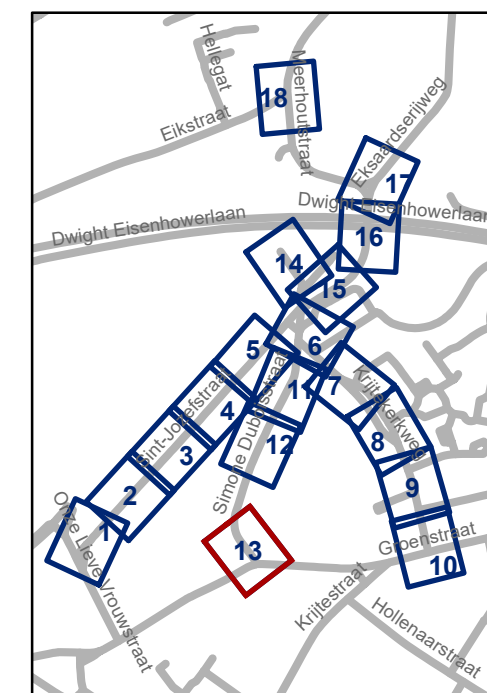 Hellegat
Meerhoutstraat
18
Eikstraat
Eksaardserijweg
17
Dwight Eisenhowerlaan
Dwight Eisenhowerlaan
16
14
15
5
6
11
7
Krijtekerkweg
Sint-Jozefstraat
Simone Duboisstraat
4
12
8
3
2
9
1
Onze Lieve Vrouwstraat
13
Groenstraat
10
Krijtestraat
Hollenaarstraat